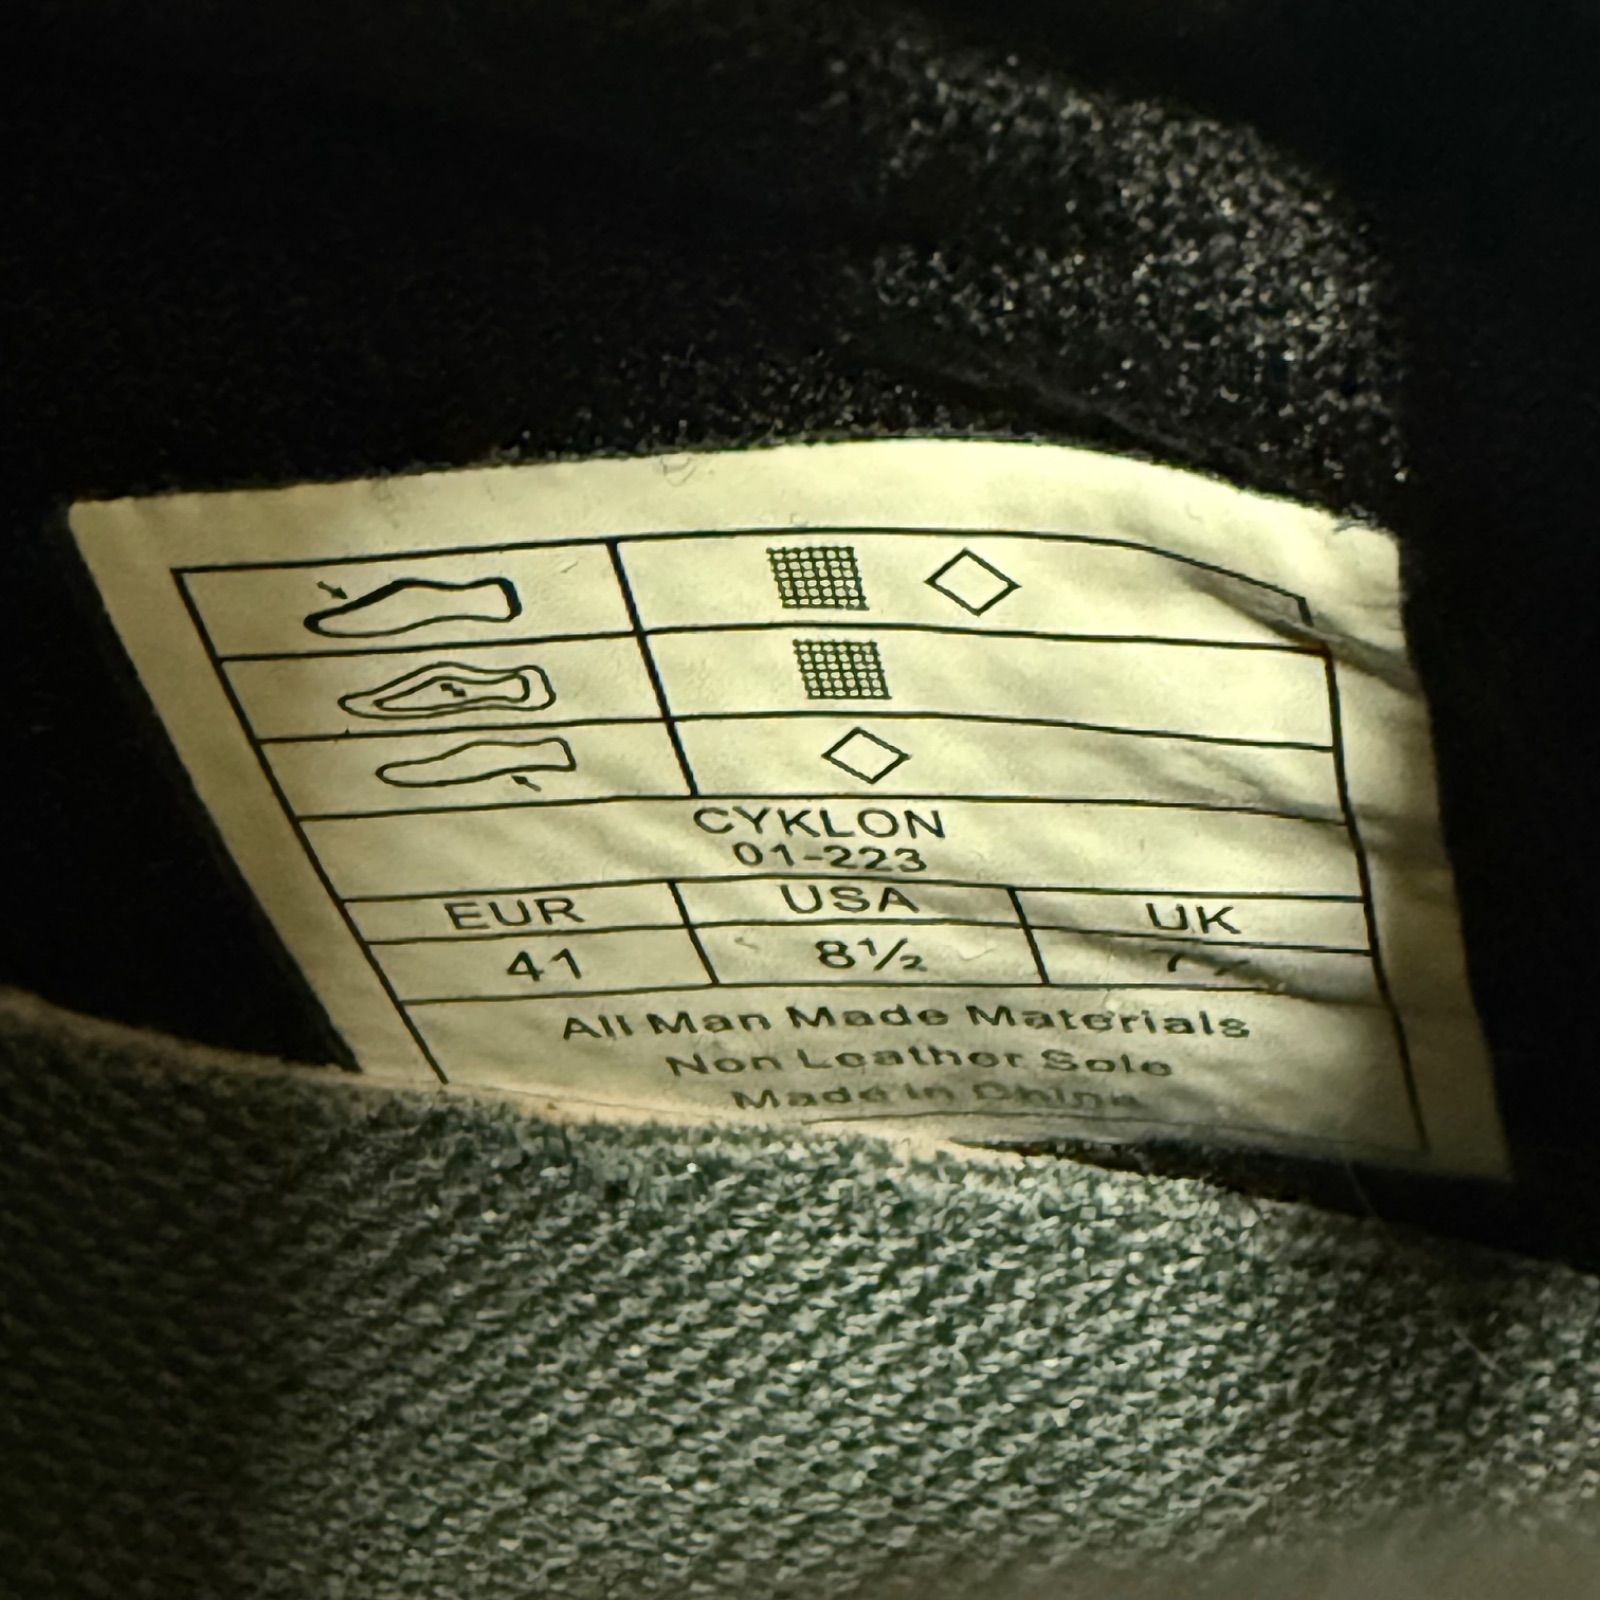 CYKLON
01-223
EUR USA UK
41 8½
All Man Made Materials
Non Leather Sole
Made in China